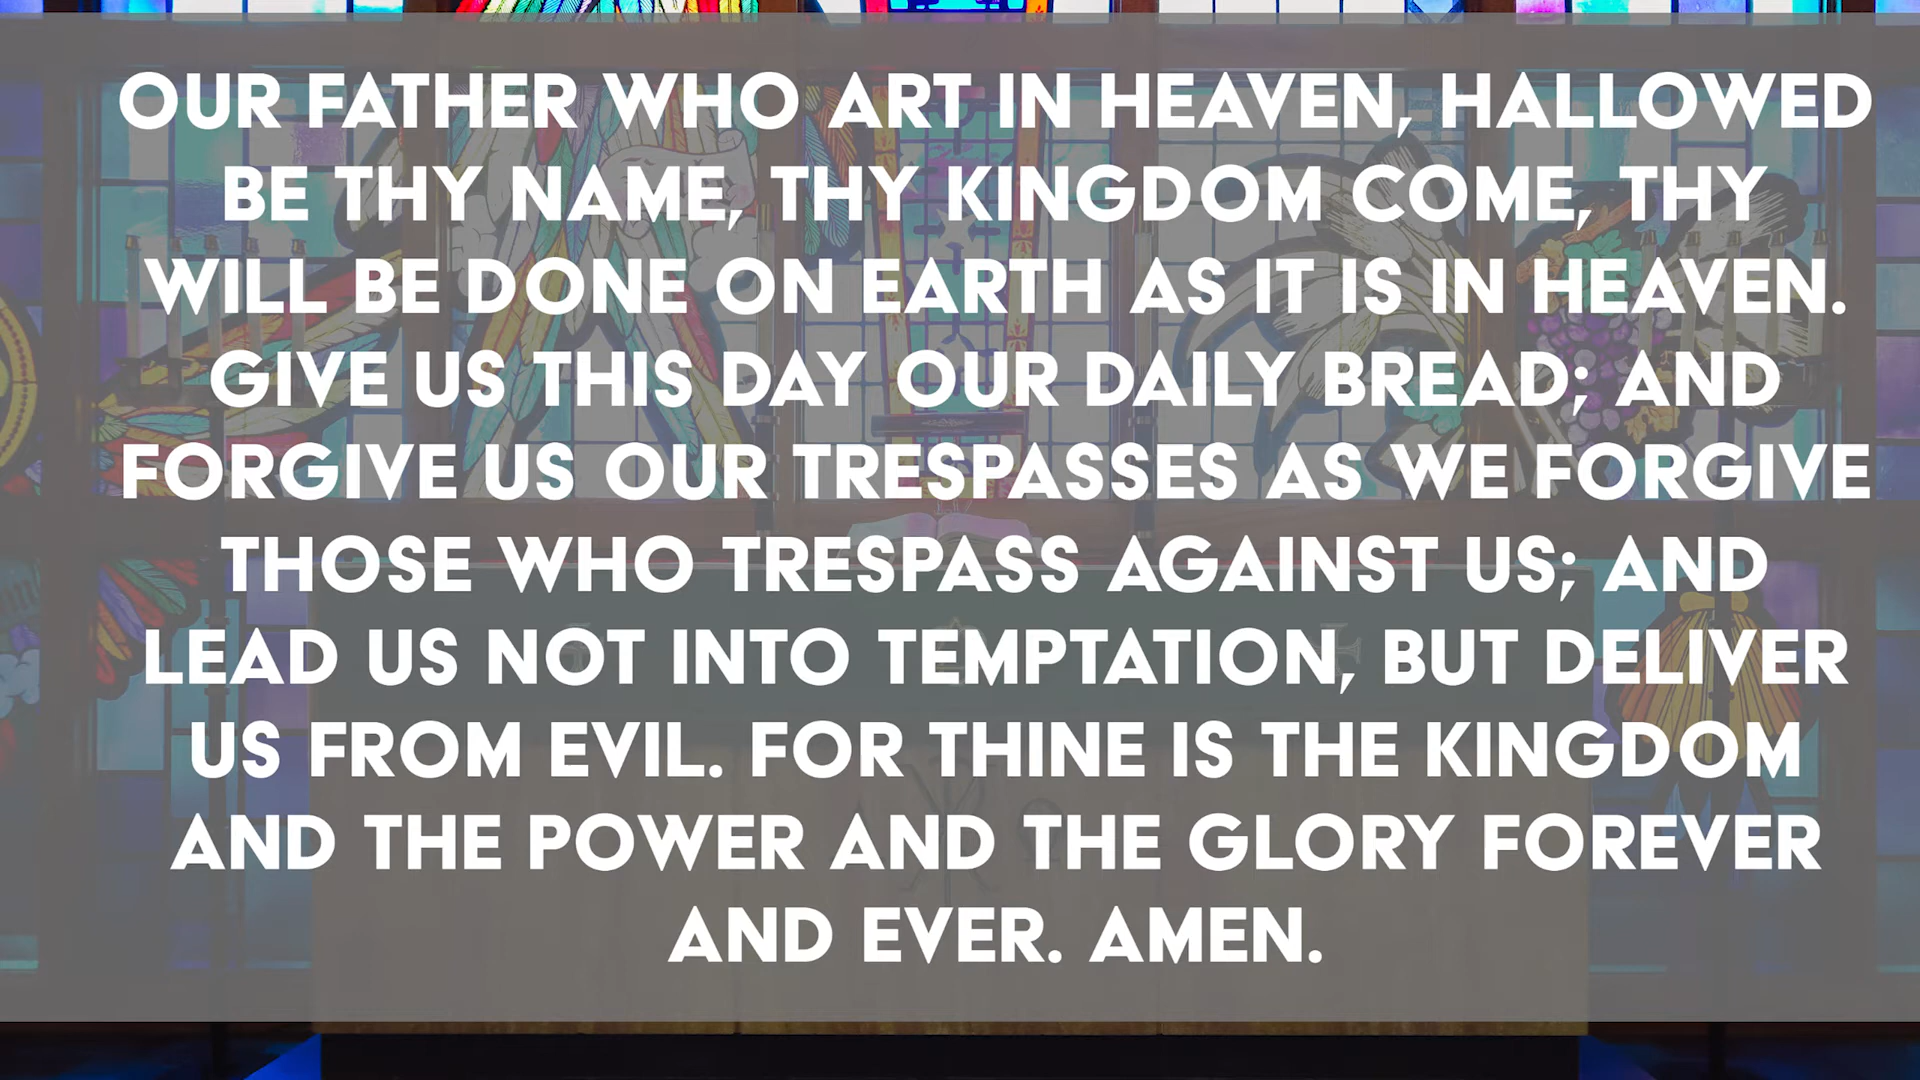 OUR FATHER WHO ART IN HEAVEN, HALLOWED
BE THY NAME, THY KINGDOM COME, THY
WILL BE DONE ON EARTH AS IT IS IN HEAVEN.
GIVE US THIS DAY OUR DAILY BREAD; AND
FORGIVE US OUR TRESPASSES AS WE FORGIVE
THOSE WHO TRESPASS AGAINST US; AND
LEAD US NOT INTO TEMPTATION, BUT DELIVER
US FROM EVIL. FOR THINE IS THE KINGDOM
AND THE POWER AND THE GLORY FOREVER
AND EVER. AMEN.